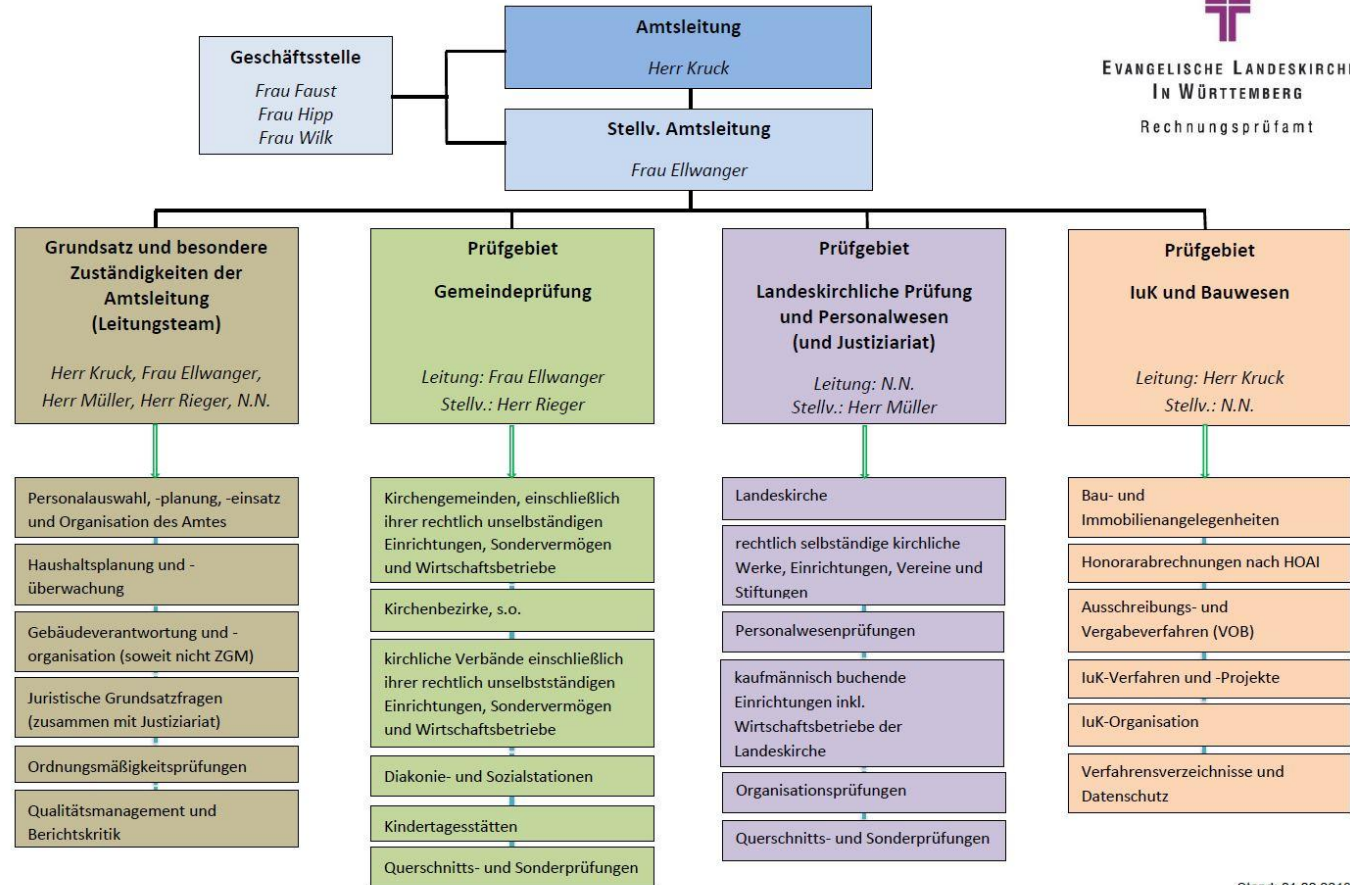 Amtsleitung
Herr Kruck
Geschäftsstelle
Frau Faust
Frau Hipp
Frau Wilk
Stellv. Amtsleitung
Frau Ellwanger
EVANGELISCHE LANDESKIRCHE
IN WÜRTTEMBERG
Rechnungsprüfamt
Grundsatz und besondere
Zuständigkeiten der
Amtsleitung
(Leitungsteam)
Herr Kruck, Frau Ellwanger,
Herr Müller, Herr Rieger, N.N.
Personalauswahl, -planung, -einsatz
und Organisation des Amtes
Haushaltsplanung und -
überwachung
Gebäudeverantwortung und -
organisation (soweit nicht ZGM)
Juristische Grundsatzfragen
(zusammen mit Justiziariat)
Ordnungsmäßigkeitsprüfungen
Qualitätsmanagement und
Berichtskritik
Prüfgebiet
Gemeindeprüfung
Leitung: Frau Ellwanger
Stellv.: Herr Rieger
Kirchengemeinden, einschließlich
ihrer rechtlich unselbständigen
Einrichtungen, Sondervermögen
und Wirtschaftsbetriebe
Kirchenbezirke, s.o.
kirchliche Verbände einschließlich
ihrer rechtlich unselbstständigen
Einrichtungen, Sondervermögen
und Wirtschaftsbetriebe
Diakonie- und Sozialstationen
Kindertagesstätten
Querschnitts- und Sonderprüfungen
Prüfgebiet
Landeskirchliche Prüfung
und Personalwesen
(und Justiziariat)
Leitung: N.N.
Stellv.: Herr Müller
Landeskirche
rechtlich selbständige kirchliche
Werke, Einrichtungen, Vereine und
Stiftungen
Personalwesenprüfungen
kaufmännisch buchende
Einrichtungen inkl.
Wirtschaftsbetriebe der
Landeskirche
Organisationsprüfungen
Querschnitts- und Sonderprüfungen
Prüfgebiet
IuK und Bauwesen
Leitung: Herr Kruck
Stellv.: N.N.
Bau- und
Immobilienangelegenheiten
Honorarabrechnungen nach HOAI
Ausschreibungs- und
Vergabeverfahren (VOB)
IuK-Verfahren und -Projekte
IuK-Organisation
Verfahrensverzeichnisse und
Datenschutz